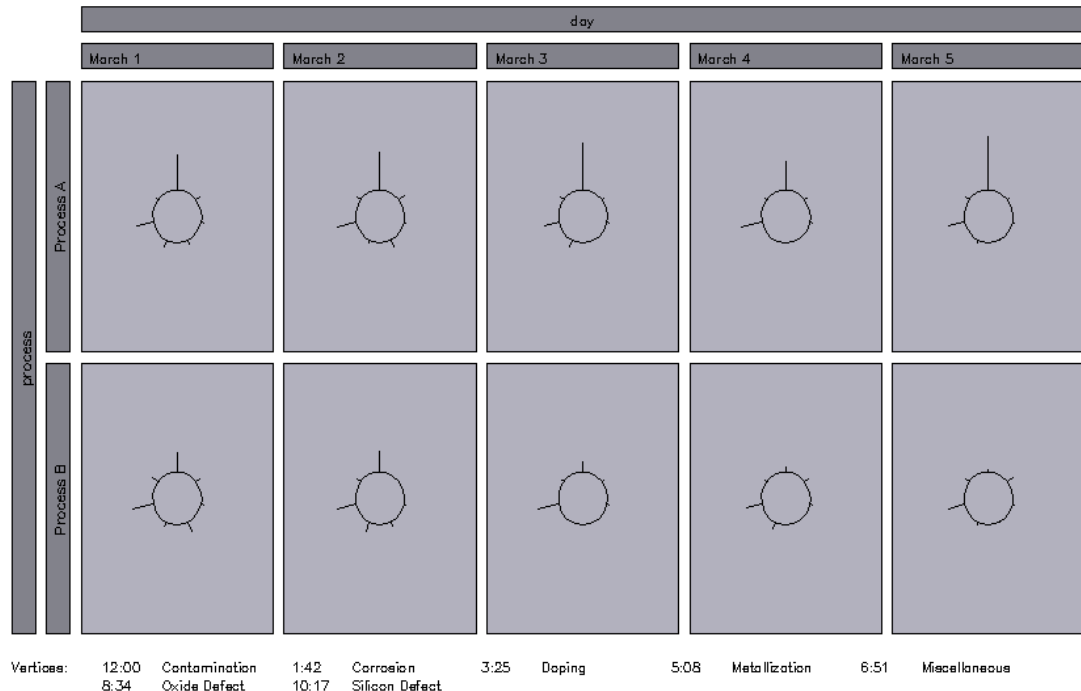 day
March 1 March 2 March 3 March 4 March 5
process
Process A
Process B
Vertices: 12:00 Contamination 1:42 Corrosion 3:25 Doping 5:08 Metallization 6:51 Miscellaneous
8:34 Oxide Defect 10:17 Silicon Defect